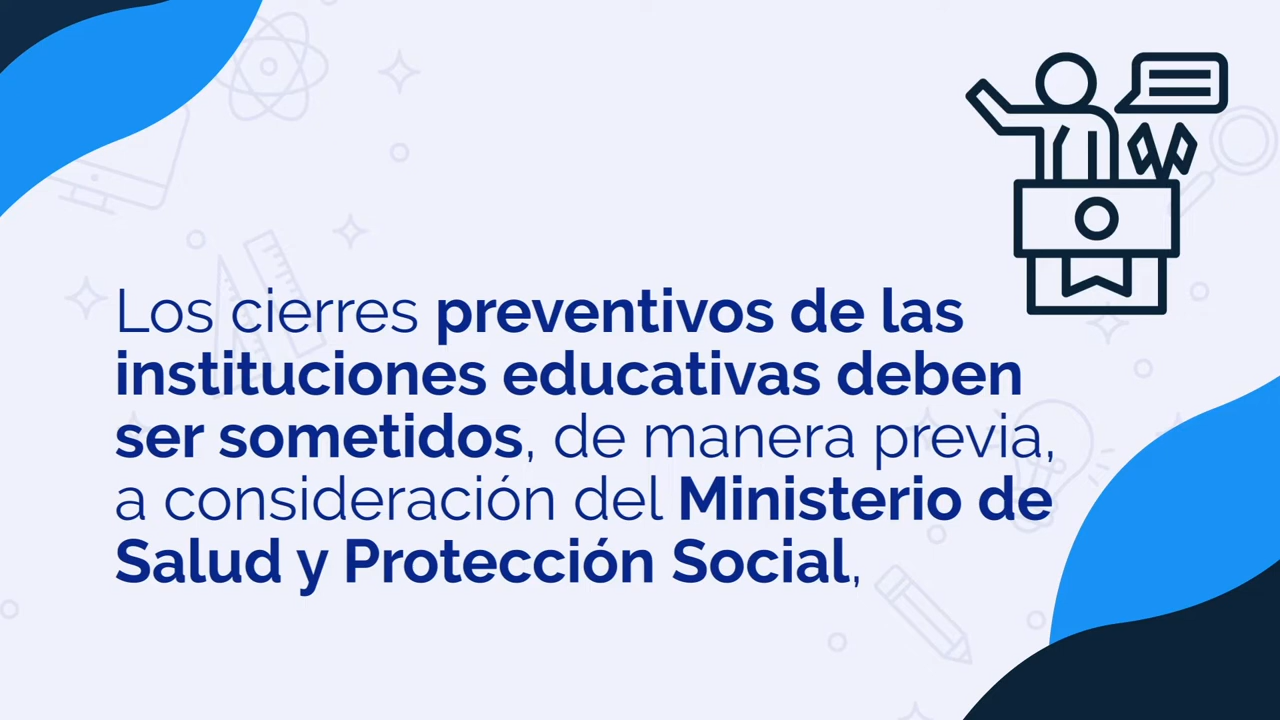 Los cierres preventivos de las
instituciones educativas deben
ser sometidos, de manera previa,
a consideración del Ministerio de
Salud y Protección Social,